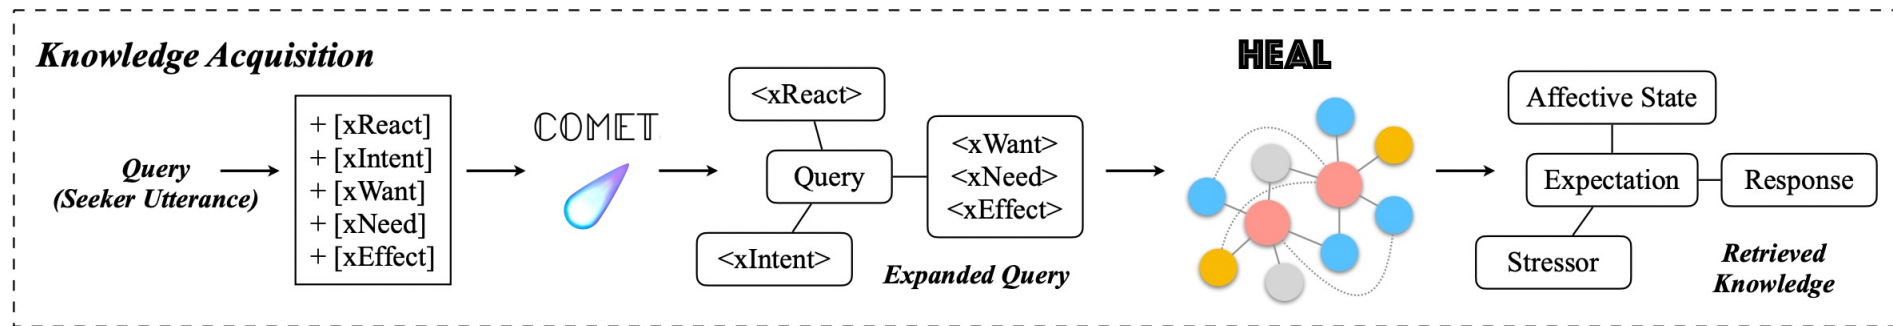 Knowledge Acquisition
Query
(Seeker Utterance)
+ [xReact]
+ [xIntent]
+ [xWant]
+ [xNeed]
+ [xEffect]
COMET
<xReact>
Query
<xIntent>
<xWant>
<xNeed>
<xEffect>
Expanded Query
HEAL
Affective State
Expectation
Response
Stressor
Retrieved
Knowledge